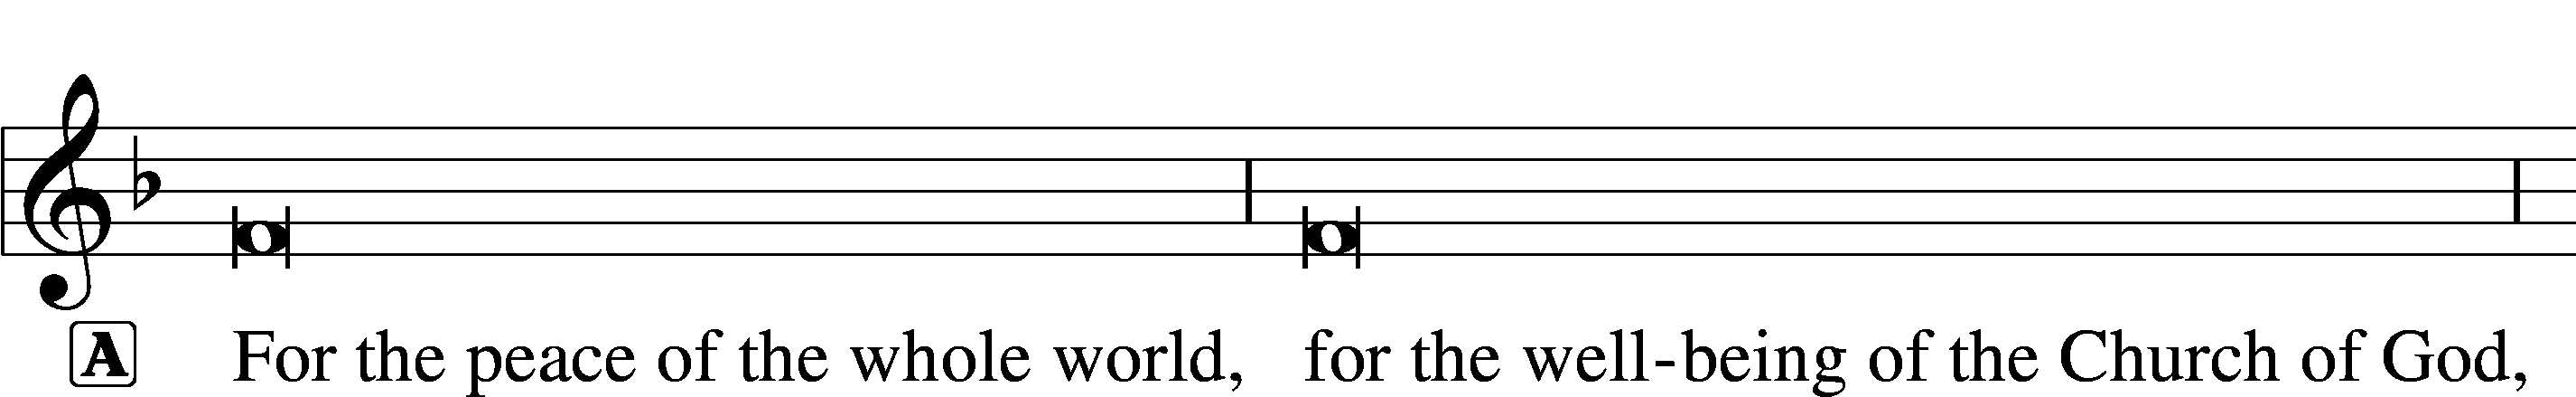 A For the peace of the whole world, for the well-being of the Church of God,